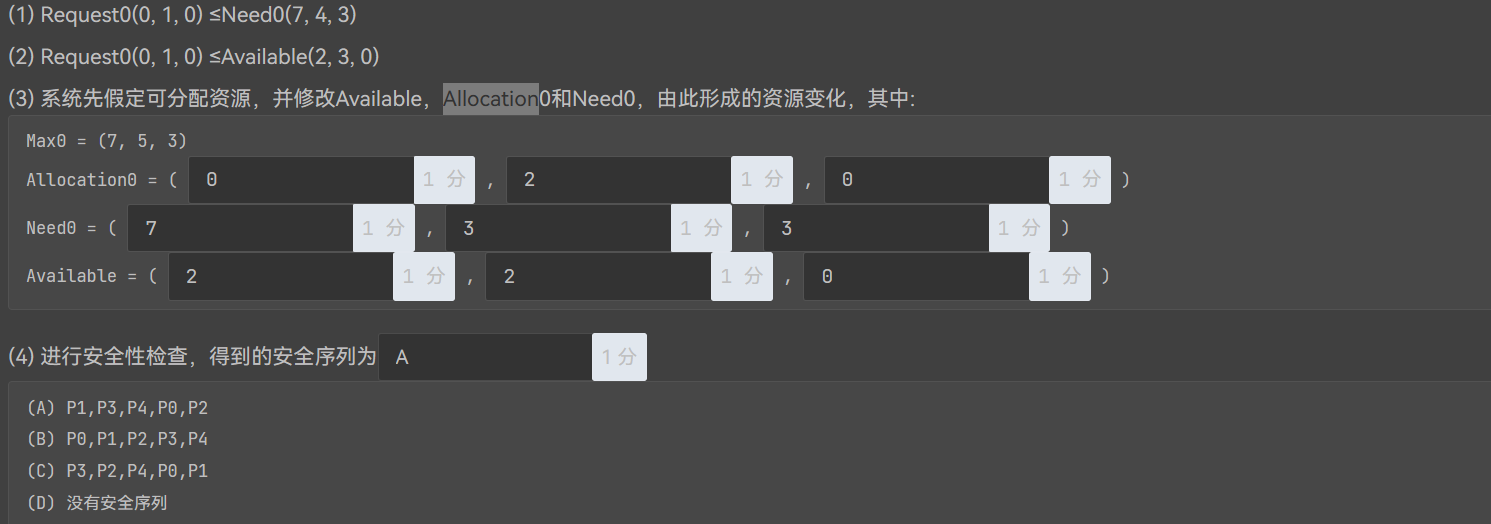 (1) Request0(0, 1, 0) ≤Need0(7, 4, 3)
(2) Request0(0, 1, 0) ≤Available(2, 3, 0)
(3) 系统先假定可分配资源，并修改Available，Allocation0和Need0，由此形成的资源变化，其中:
Max0 = (7, 5, 3)
Allocation0 = ( 0 1 分 , 2 1 分 , 0 1 分 )
Need0 = ( 7 1 分 , 3 1 分 , 3 1 分 )
Available = ( 2 1 分 , 2 1 分 , 0 1 分 )
(4) 进行安全性检查，得到的安全序列为 A 1 分
(A) P1,P3,P4,P0,P2
(B) P0,P1,P2,P3,P4
(C) P3,P2,P4,P0,P1
(D) 没有安全序列